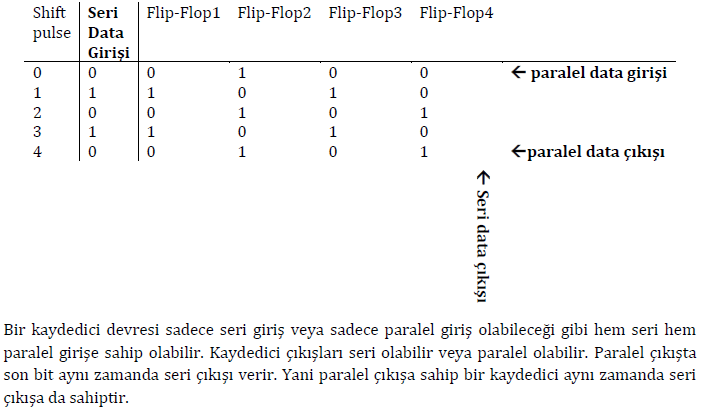 Shift pulse Seri Data Girişi Flip-Flop1 Flip-Flop2 Flip-Flop3 Flip-Flop4
0 0 0 1 0 0 ← paralel data girişi
1 1 1 0 1 0
2 0 0 1 0 1
3 1 1 0 1 0
4 0 0 1 0 1 ←paralel data çıkışı
← Seri data çıkışı
Bir kaydedici devresi sadece seri giriş veya sadece paralel giriş olabileceği gibi hem seri hem
paralel girişe sahip olabilir. Kaydedici çıkışları seri olabilir veya paralel olabilir. Paralel çıkışta
son bit aynı zamanda seri çıkışı verir. Yani paralel çıkışa sahip bir kaydedici aynı zamanda seri
çıkışa da sahiptir.